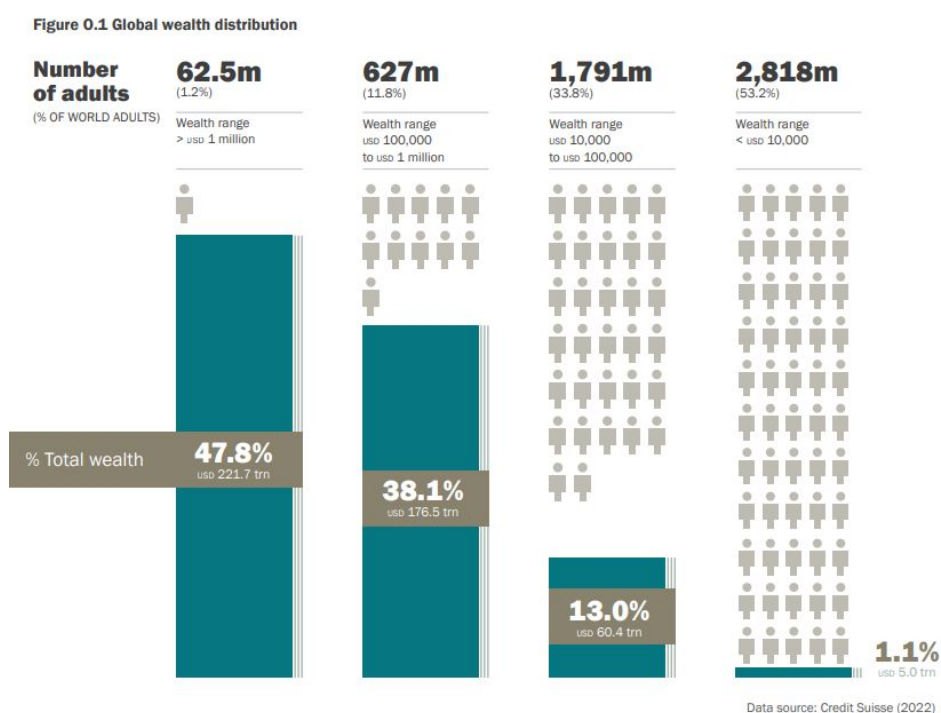 Figure 0.1 Global wealth distribution
Number
of adults
(% OF WORLD ADULTS)
62.5m
(1.2%)
Wealth range
> USD 1 million
627m
(11.8%)
Wealth range
USD 100,000
to USD 1 million
1,791m
(33.8%)
Wealth range
USD 10,000
to USD 100,000
2,818m
(53.2%)
Wealth range
< USD 10,000
% Total wealth
47.8%
USD 221.7 trn
38.1%
USD 176.5 trn
13.0%
USD 60.4 trn
1.1%
USD 5.0 trn
Data source: Credit Suisse (2022)